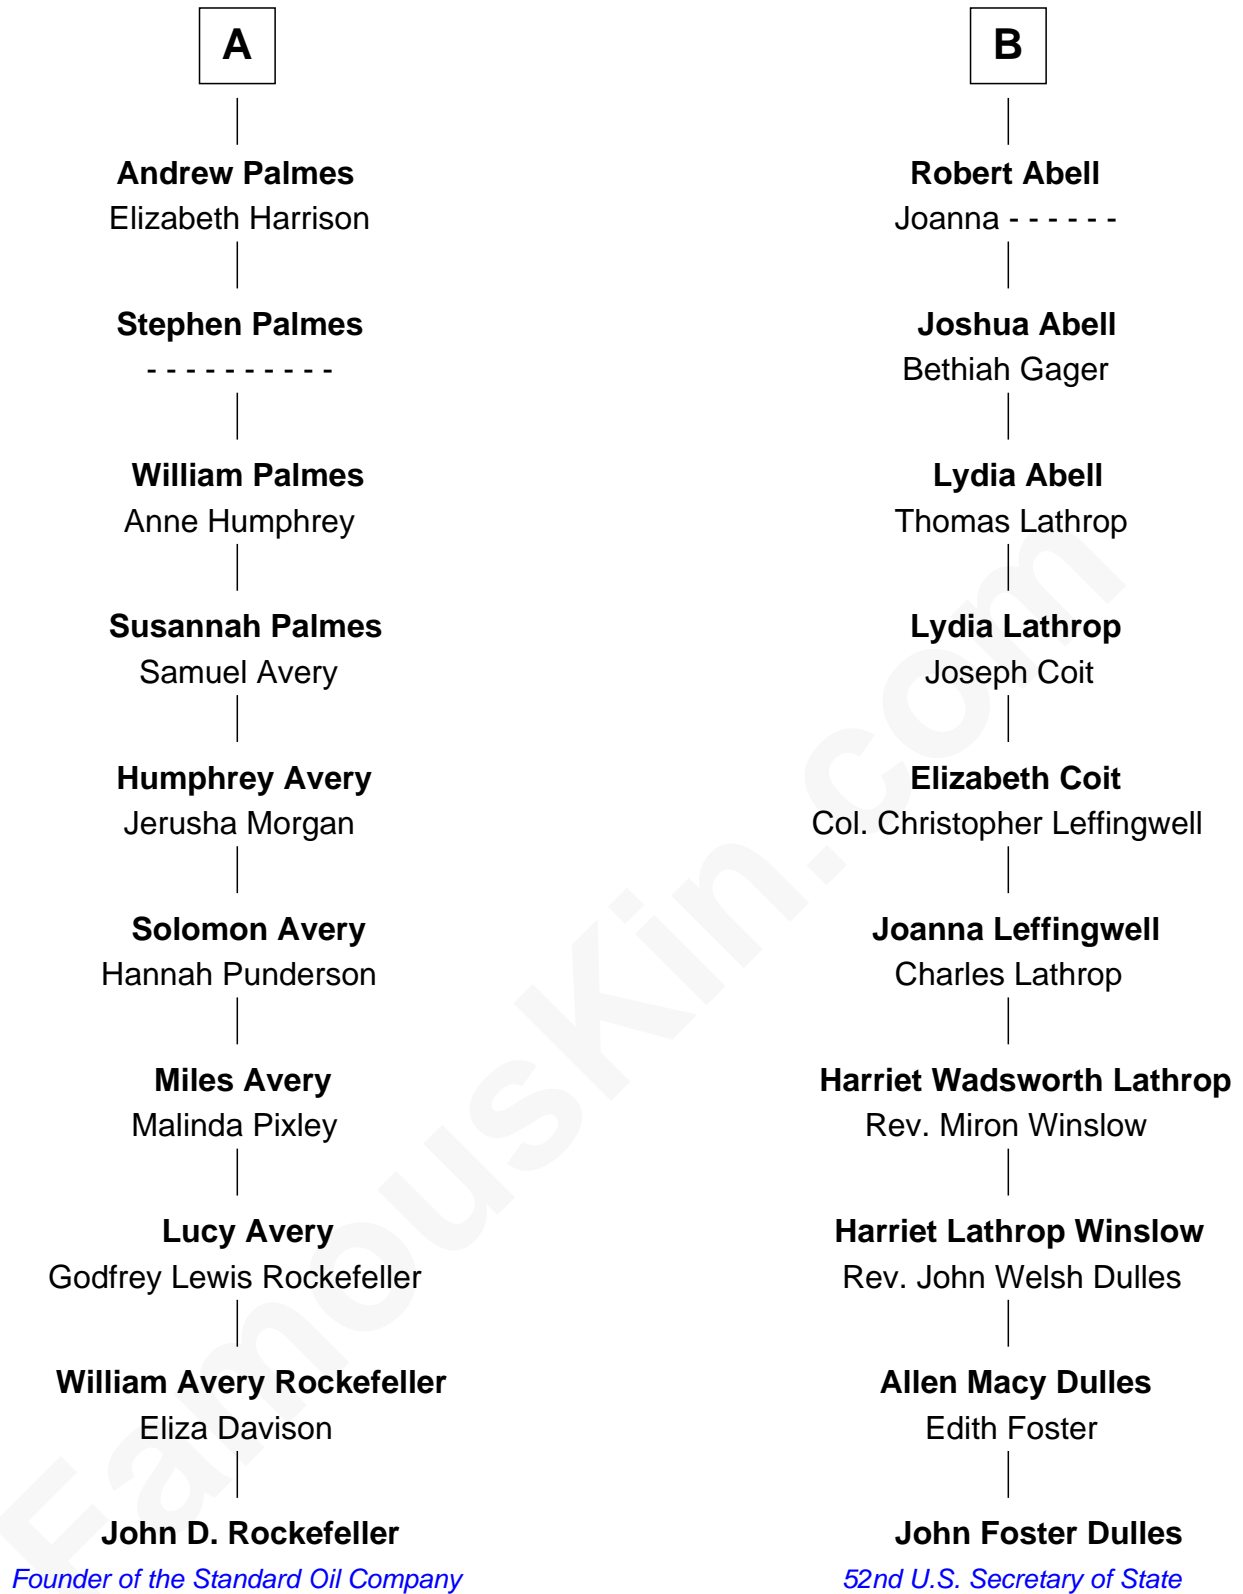 A
Andrew Palmes
Elizabeth Harrison
Stephen Palmes
- - - - - - - - - -
William Palmes
Anne Humphrey
Susannah Palmes
Samuel Avery
Humphrey Avery
Jerusha Morgan
Solomon Avery
Hannah Punderson
Miles Avery
Malinda Pixley
Lucy Avery
Godfrey Lewis Rockefeller
William Avery Rockefeller
Eliza Davison
John D. Rockefeller
Founder of the Standard Oil Company
B
Robert Abell
Joanna - - - - - -
Joshua Abell
Bethiah Gager
Lydia Abell
Thomas Lathrop
Lydia Lathrop
Joseph Coit
Elizabeth Coit
Col. Christopher Leffingwell
Joanna Leffingwell
Charles Lathrop
Harriet Wadsworth Lathrop
Rev. Miron Winslow
Harriet Lathrop Winslow
Rev. John Welsh Dulles
Allen Macy Dulles
Edith Foster
John Foster Dulles
52nd U.S. Secretary of State
FamousKin.com